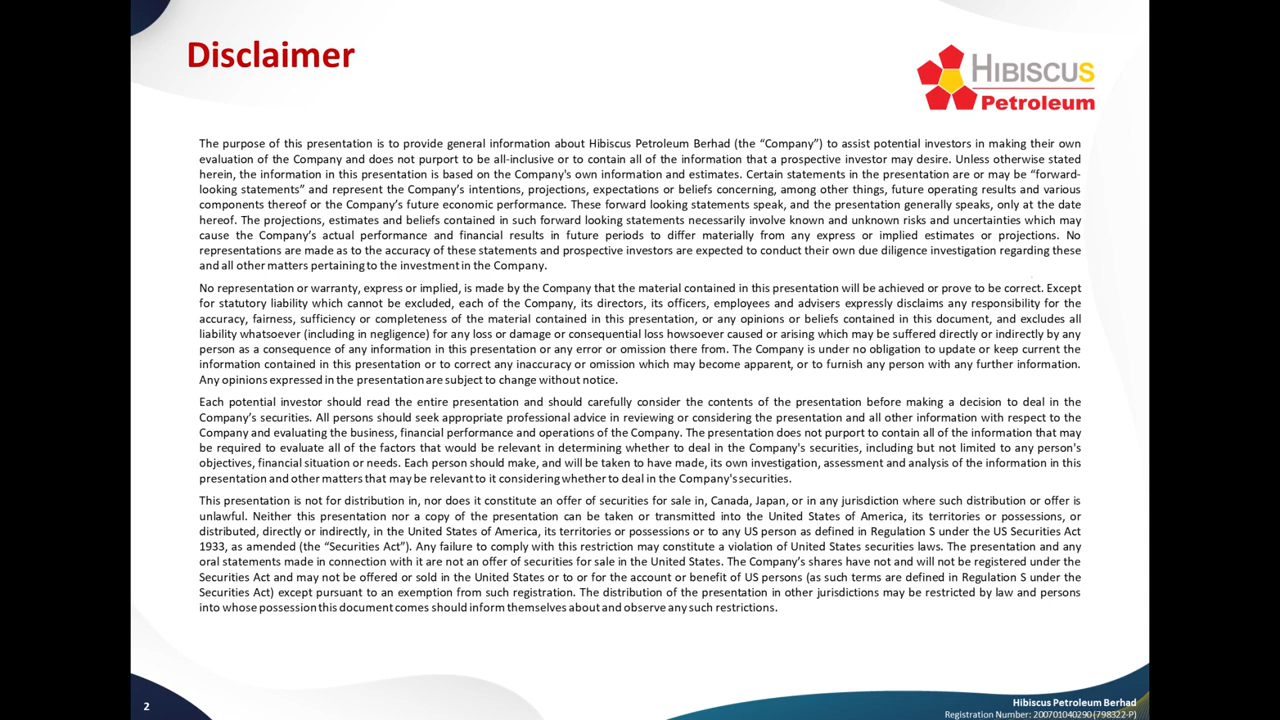 Disclaimer
HIBISCUS
Petroleum
The purpose of this presentation is to provide general information about Hibiscus Petroleum Berhad (the “Company”) to assist potential investors in making their own
evaluation of the Company and does not purport to be all-inclusive or to contain all of the information that a prospective investor may desire. Unless otherwise stated
herein, the information in this presentation is based on the Company's own information and estimates. Certain statements in the presentation are or may be “forward-
looking statements” and represent the Company’s intentions, projections, expectations or beliefs concerning, among other things, future operating results and various
components thereof or the Company’s future economic performance. These forward looking statements speak, and the presentation generally speaks, only at the date
hereof. The projections, estimates and beliefs contained in such forward looking statements necessarily involve known and unknown risks and uncertainties which may
cause the Company’s actual performance and financial results in future periods to differ materially from any express or implied estimates or projections. No
representations are made as to the accuracy of these statements and prospective investors are expected to conduct their own due diligence investigation regarding these
and all other matters pertaining to the investment in the Company.
No representation or warranty, express or implied, is made by the Company that the material contained in this presentation will be achieved or prove to be correct. Except
for statutory liability which cannot be excluded, each of the Company, its directors, its officers, employees and advisers expressly disclaims any responsibility for the
accuracy, fairness, sufficiency or completeness of the material contained in this presentation, or any opinions or beliefs contained in this document, and excludes all
liability whatsoever (including in negligence) for any loss or damage or consequential loss howsoever caused or arising which may be suffered directly or indirectly by any
person as a consequence of any information in this presentation or any error or omission there from. The Company is under no obligation to update or keep current the
information contained in this presentation or to correct any inaccuracy or omission which may become apparent, or to furnish any person with any further information.
Any opinions expressed in the presentation are subject to change without notice.
Each potential investor should read the entire presentation and should carefully consider the contents of the presentation before making a decision to deal in the
Company’s securities. All persons should seek appropriate professional advice in reviewing or considering the presentation and all other information with respect to the
Company and evaluating the business, financial performance and operations of the Company. The presentation does not purport to contain all of the information that may
be required to evaluate all of the factors that would be relevant in determining whether to deal in the Company's securities, including but not limited to any person's
objectives, financial situation or needs. Each person should make, and will be taken to have made, its own investigation, assessment and analysis of the information in this
presentation and other matters that may be relevant to it considering whether to deal in the Company's securities.
This presentation is not for distribution in, nor does it constitute an offer of securities for sale in, Canada, Japan, or in any jurisdiction where such distribution or offer is
unlawful. Neither this presentation nor a copy of the presentation can be taken or transmitted into the United States of America, its territories or possessions, or
distributed, directly or indirectly, in the United States of America, its territories or possessions or to any US person as defined in Regulation S under the US Securities Act
1933, as amended (the “Securities Act”). Any failure to comply with this restriction may constitute a violation of United States securities laws. The presentation and any
oral statements made in connection with it are not an offer of securities for sale in the United States. The Company’s shares have not and will not be registered under the
Securities Act and may not be offered or sold in the United States or to or for the account or benefit of US persons (as such terms are defined in Regulation S under the
Securities Act) except pursuant to an exemption from such registration. The distribution of the presentation in other jurisdictions may be restricted by law and persons
into whose possession this document comes should inform themselves about and observe any such restrictions.
2
Hibiscus Petroleum Berhad
Registration Number: 200701040290 (798322-P)